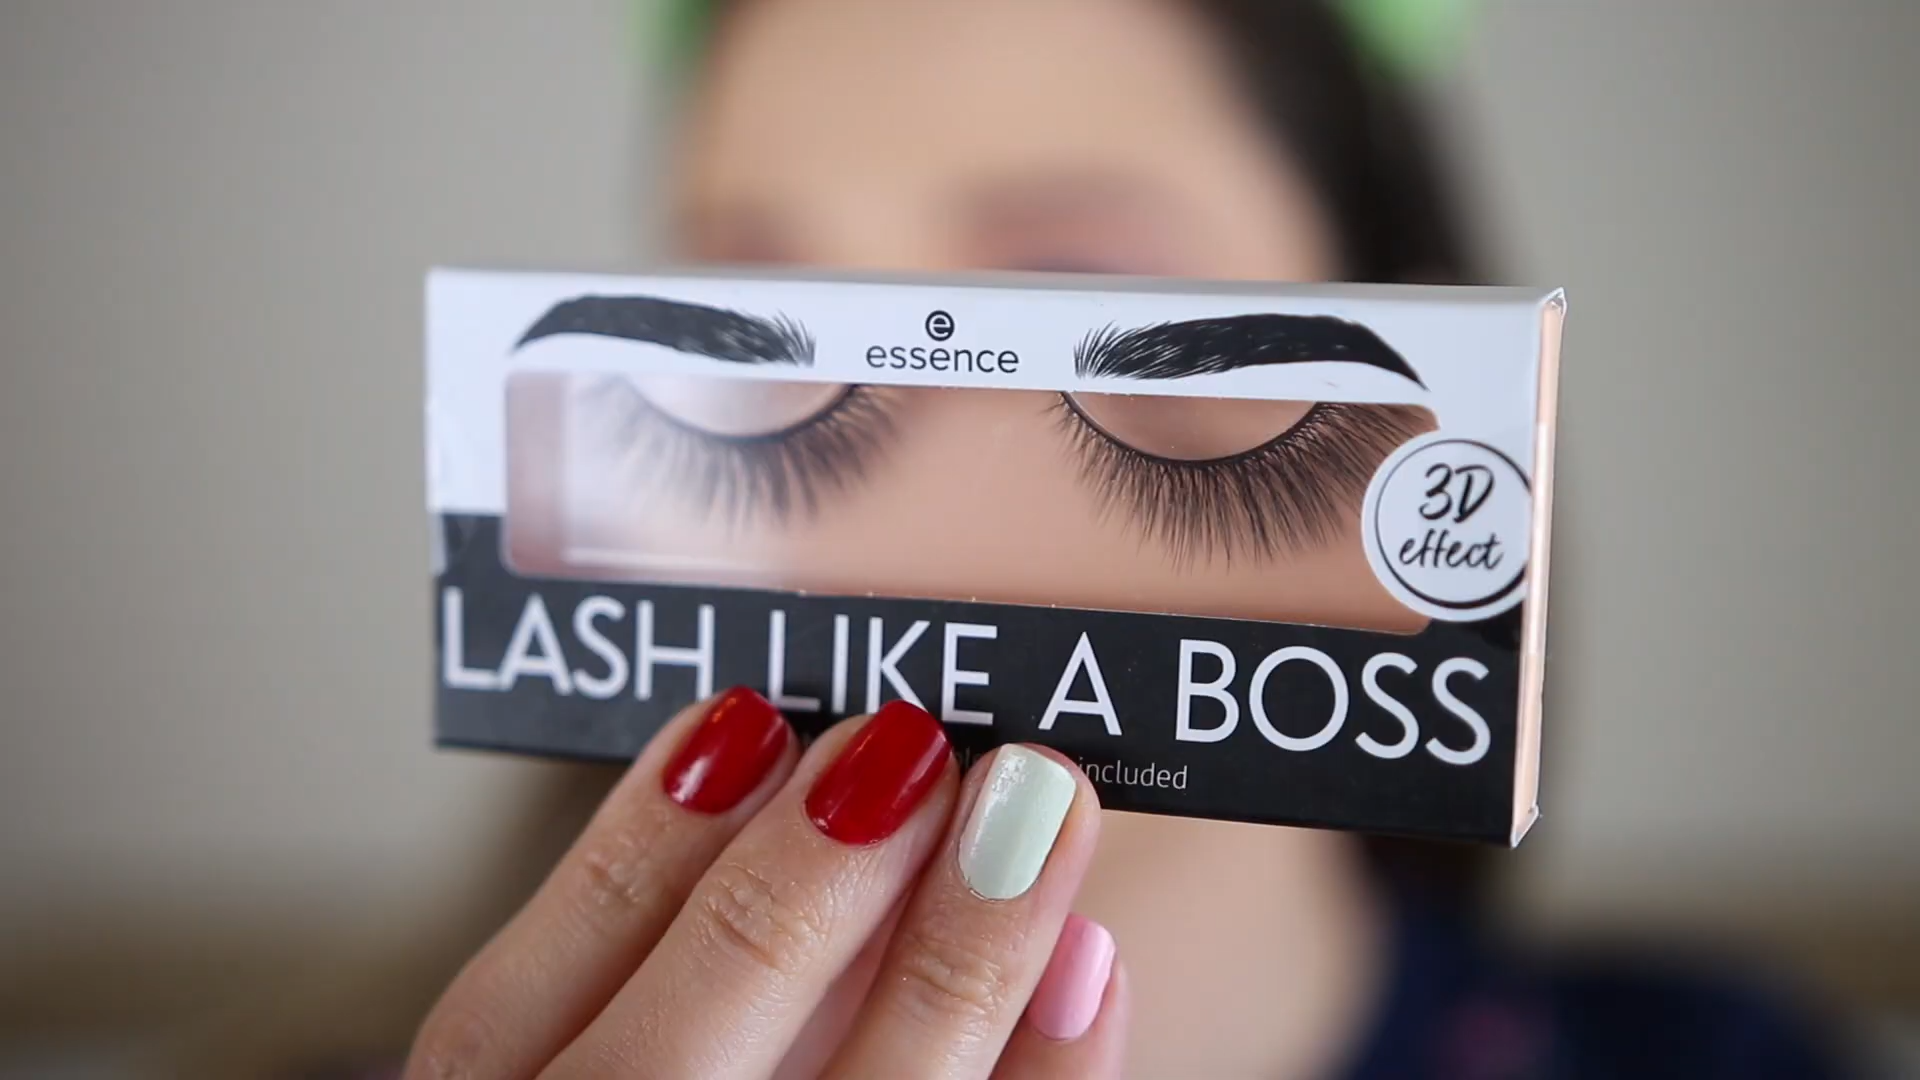 e
essence
3D
effect
LASH LIKE A BOSS
included